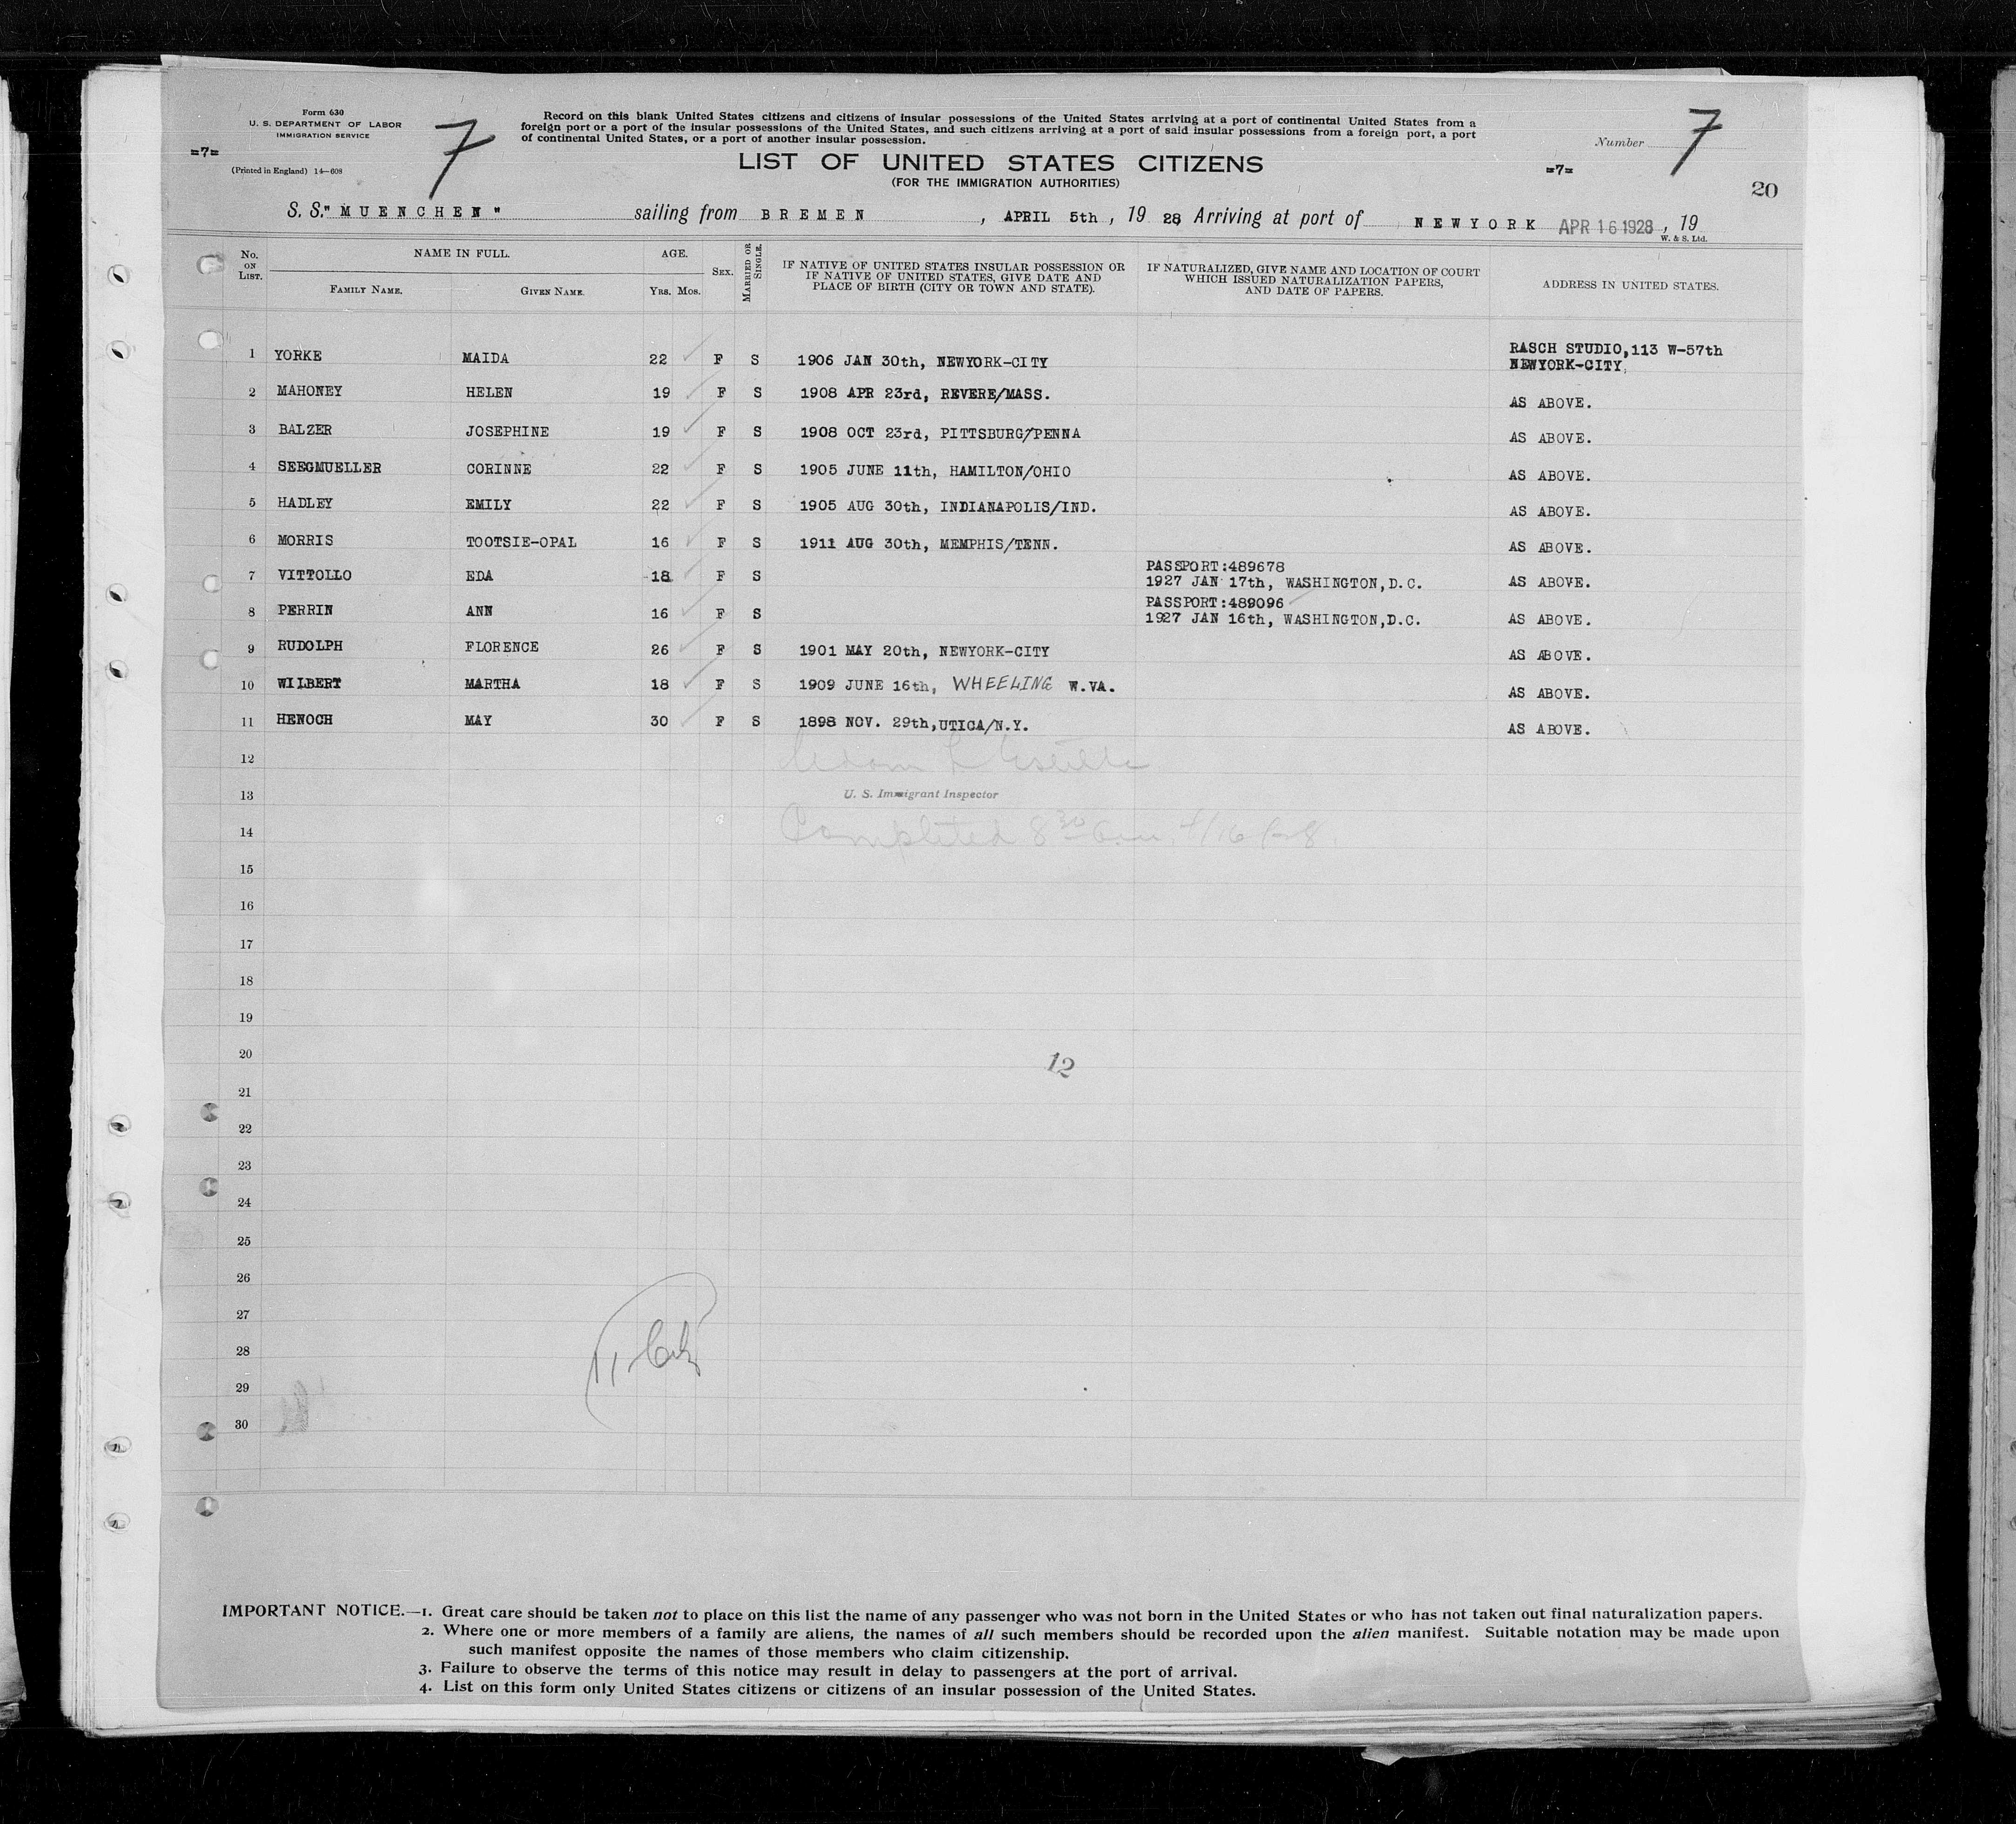 Form 630
U. S. DEPARTMENT OF LABOR
IMMIGRATION SERVICE
=7=
(Printed in England) 14—608
7
Record on this blank United States citizens and citizens of insular possessions of the United States arriving at a port of continental United States from a
foreign port or a port of the insular possessions of the United States, and such citizens arriving at a port of said insular possessions from a foreign port, a port
of continental United States, or a port of another insular possession.
LIST OF UNITED STATES CITIZENS
(FOR THE IMMIGRATION AUTHORITIES)
Number 7
=7=
20
S. S. "MUENCHEN" sailing from BREMEN, APRIL 5th, 19 28 Arriving at port of NEWYORK APR 16 1928, 19
W. & S. Ltd.
No. ON LIST.
NAME IN FULL.
FAMILY NAME. GIVEN NAME.
AGE.
YRS. MOS.
SEX.
MARRIED OR SINGLE.
IF NATIVE OF UNITED STATES INSULAR POSSESSION OR
IF NATIVE OF UNITED STATES, GIVE DATE AND
PLACE OF BIRTH (CITY OR TOWN AND STATE).
IF NATURALIZED, GIVE NAME AND LOCATION OF COURT
WHICH ISSUED NATURALIZATION PAPERS,
AND DATE OF PAPERS.
ADDRESS IN UNITED STATES.
1 YORKE MAIDA 22 F S 1906 JAN 30th, NEWYORK-CITY RASCH STUDIO,113 W-57th
NEWYORK-CITY,
2 MAHONEY HELEN 19 F S 1908 APR 23rd, REVERE/MASS. AS ABOVE.
3 BALZER JOSEPHINE 19 F S 1908 OCT 23rd, PITTSBURG/PENNA AS ABOVE.
4 SEEGMUELLER CORINNE 22 F S 1905 JUNE 11th, HAMILTON/OHIO AS ABOVE.
5 HADLEY EMILY 22 F S 1905 AUG 30th, INDIANAPOLIS/IND. AS ABOVE.
6 MORRIS TOOTSIE-OPAL 16 F S 1911 AUG 30th, MEMPHIS/TENN. AS ABOVE.
PASSPORT:489678
7 VITTOLLO EDA 18 F S 1927 JAN 17th, WASHINGTON,D.C. AS ABOVE.
PASSPORT:489096
8 PERRIN ANN 16 F S 1927 JAN 16th, WASHINGTON,D.C. AS ABOVE.
9 RUDOLPH FLORENCE 26 F S 1901 MAY 20th, NEWYORK-CITY AS ABOVE.
10 WILBERT MARTHA 18 F S 1909 JUNE 16th, WHEELING W.VA. AS ABOVE.
11 HENOCH MAY 30 F S 1898 NOV. 29th,UTICA/N.Y. AS ABOVE.
12
13 U. S. Immigrant Inspector
14 Completed 8 30 am 4/16/28.
15
16
17
18
19
20
12
21
22
23
24
25
26
27
28
29
30
IMPORTANT NOTICE.—1. Great care should be taken not to place on this list the name of any passenger who was not born in the United States or who has not taken out final naturalization papers.
2. Where one or more members of a family are aliens, the names of all such members should be recorded upon the alien manifest. Suitable notation may be made upon
such manifest opposite the names of those members who claim citizenship.
3. Failure to observe the terms of this notice may result in delay to passengers at the port of arrival.
4. List on this form only United States citizens or citizens of an insular possession of the United States.